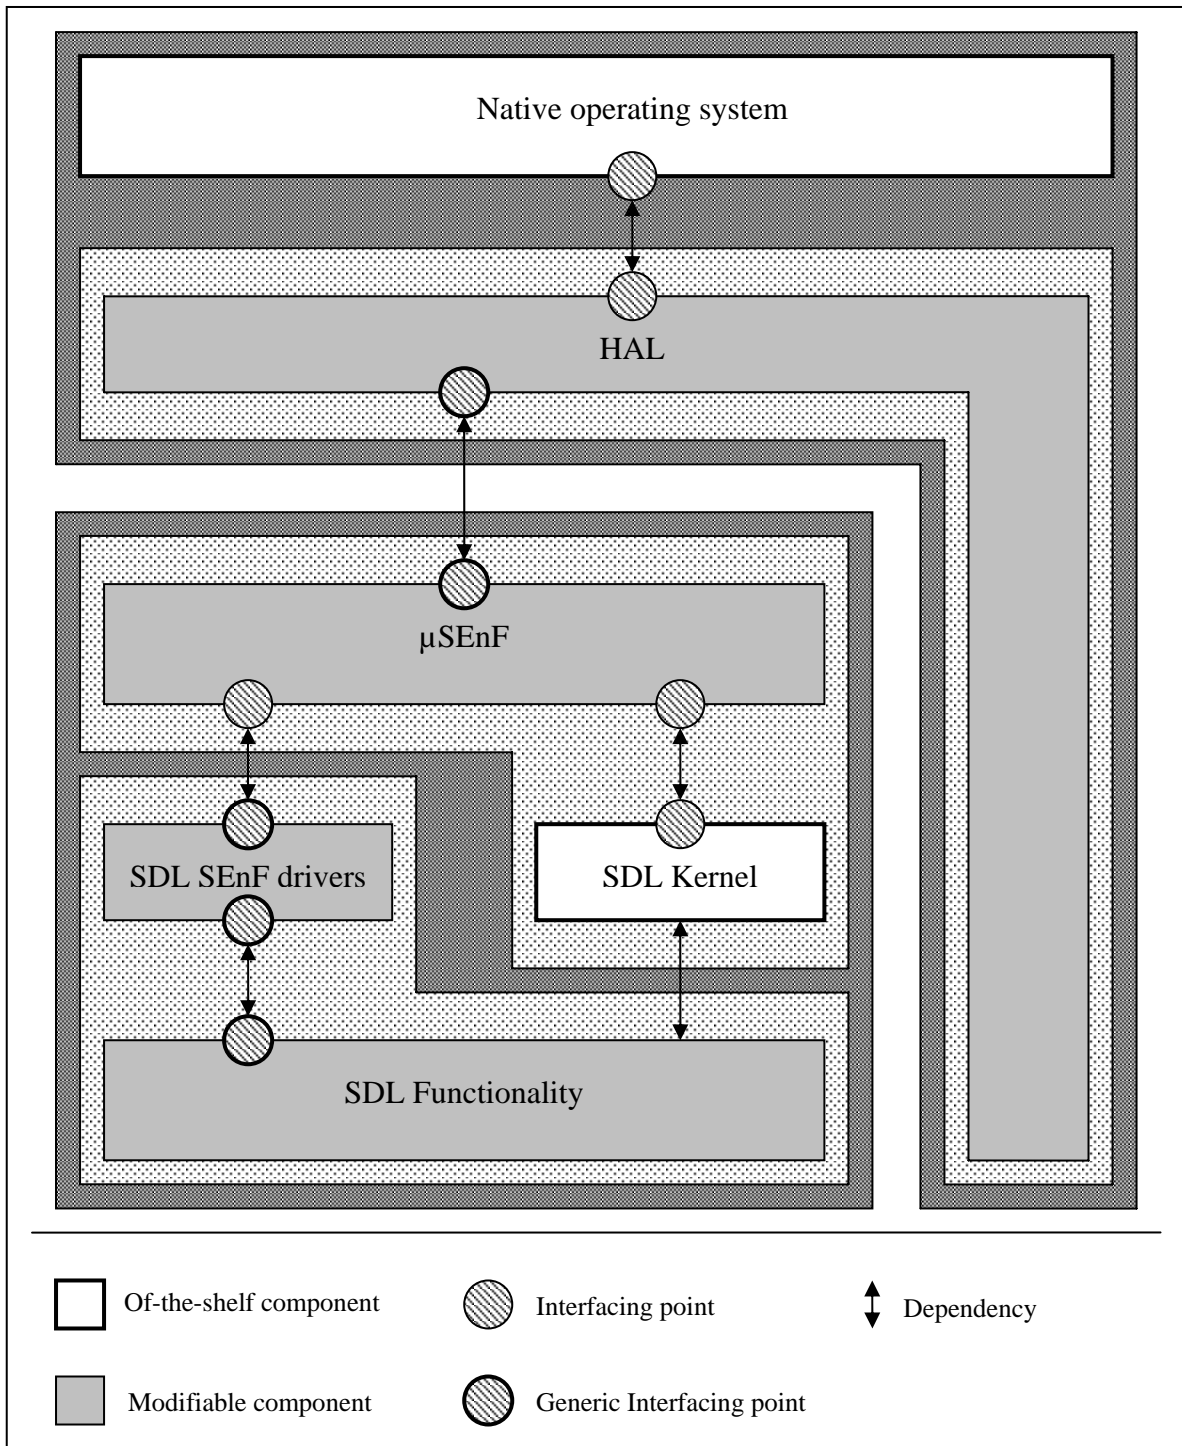 Native operating system
HAL
µSEnF
SDL SEnF drivers
SDL Kernel
SDL Functionality
Of-the-shelf component
Interfacing point
Dependency
Modifiable component
Generic Interfacing point